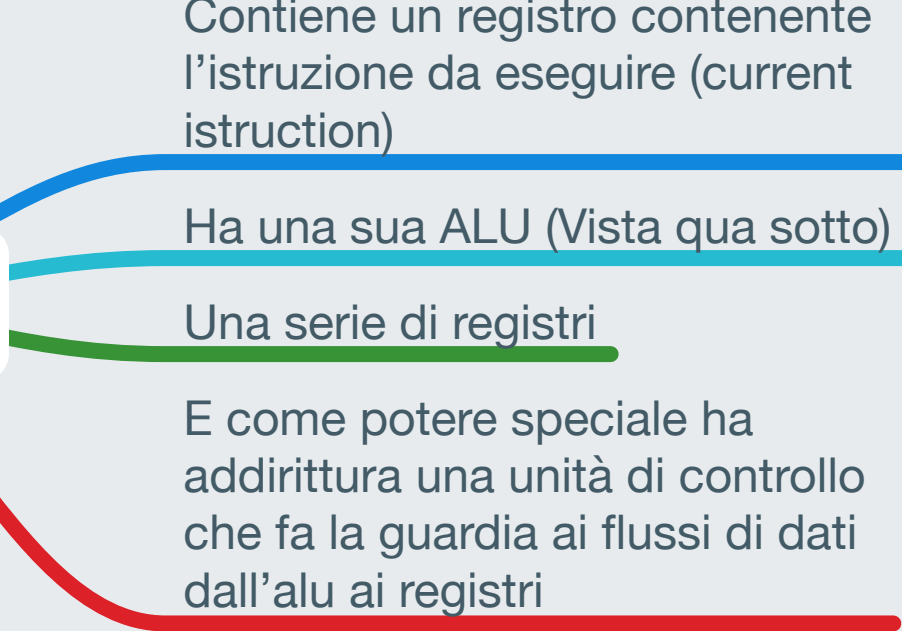 Contiene un registro contenente
l’istruzione da eseguire (current
istruction)
Ha una sua ALU (Vista qua sotto)
Una serie di registri
E come potere speciale ha
addirittura una unità di controllo
che fa la guardia ai flussi di dati
dall’alu ai registri